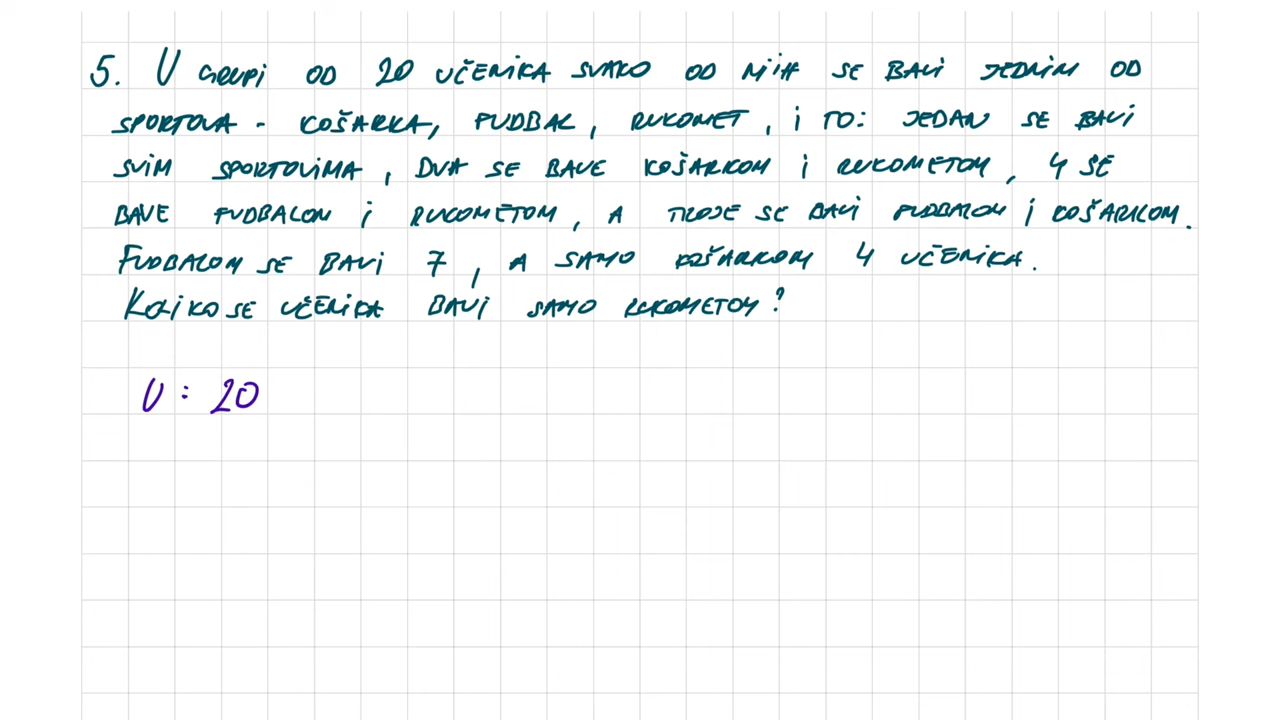 5. U GRUPI OD 20 UČENIKA SVAKO OD NJIH SE BAVI JEDNIM OD
SPORTOVA - KOŠARKA, FUDBAL, RUKOMET, I TO: JEDAN SE BAVI
SVIM SPORTOVIMA, DVA SE BAVE KOŠARKOM I RUKOMETOM, 4 SE
BAVE FUDBALOM I RUKOMETOM, A TROJE SE BAVI FUDBALOM I KOŠARKOM.
FUDBALOM SE BAVI 7, A SAMO KOŠARKOM 4 UČENIKA.
KOLIKO SE UČENIKA BAVI SAMO RUKOMETOM?
U : 20